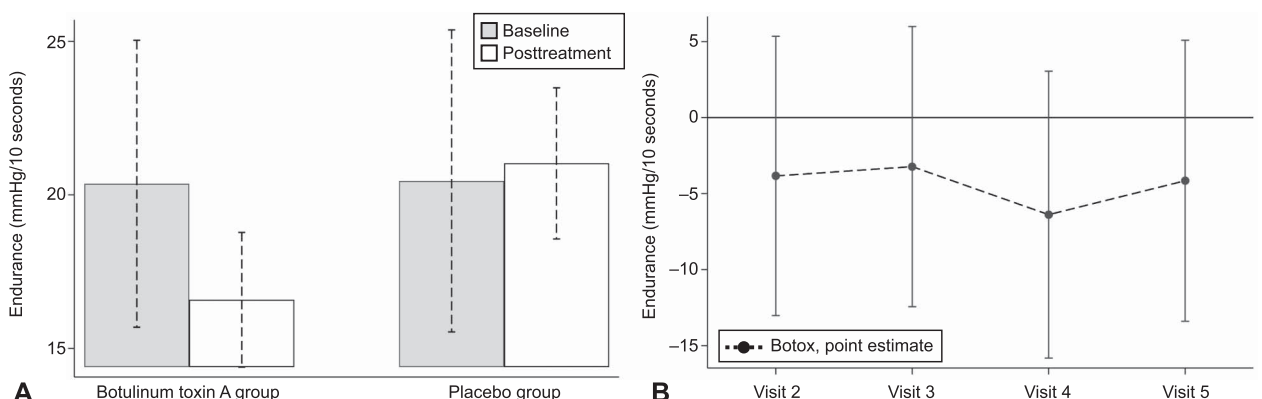 Endurance (mmHg/10 seconds)
25
20
15
Baseline
Posttreatment
Botulinum toxin A group
Placebo group
A
Endurance (mmHg/10 seconds)
5
0
–5
–10
–15
Botox, point estimate
Visit 2
Visit 3
Visit 4
Visit 5
B